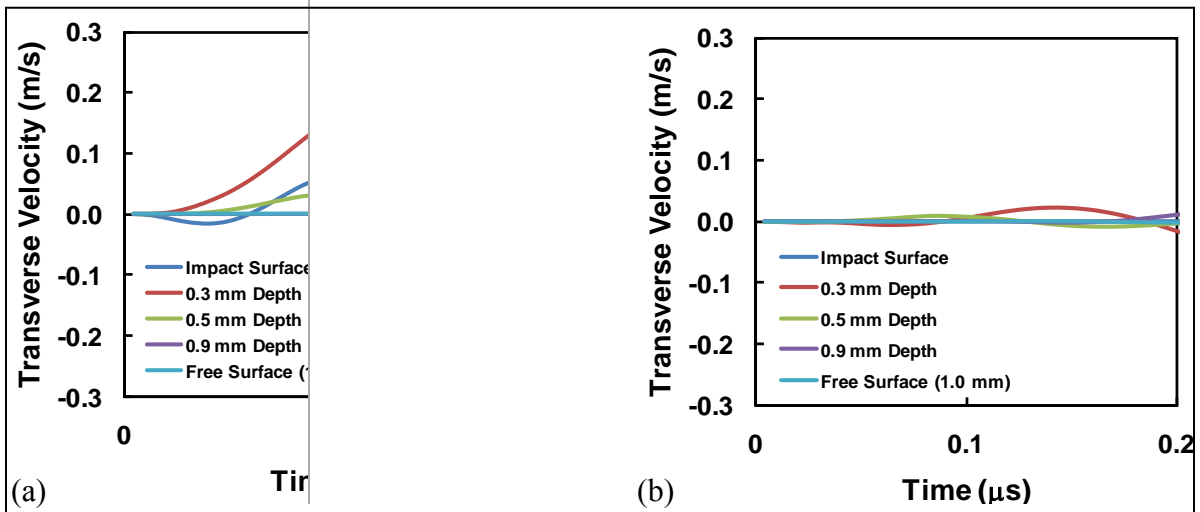 Transverse Velocity (m/s)
0.3
0.2
0.1
0.0
-0.1
-0.2
-0.3
Impact Surface
0.3 mm Depth
0.5 mm Depth
0.9 mm Depth
Free Surface (
0
(a)
Transverse Velocity (m/s)
0.3
0.2
0.1
0.0
-0.1
-0.2
-0.3
Impact Surface
0.3 mm Depth
0.5 mm Depth
0.9 mm Depth
Free Surface (1.0 mm)
0
0.1
0.2
Time (μs)
(b)